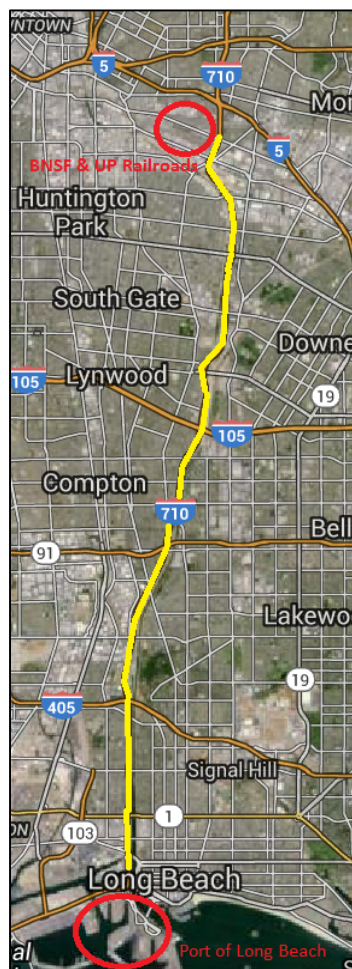 NTOWN
5
710
Mor
5
BNSF & UP Railroads
Huntington
Park
South Gate
Downe
105
Lynwood
19
105
Compton
710
91
Bell
Lakewo
19
405
Signal Hill
1
103
ON
Long Beach
Port of Long Beach
al
S